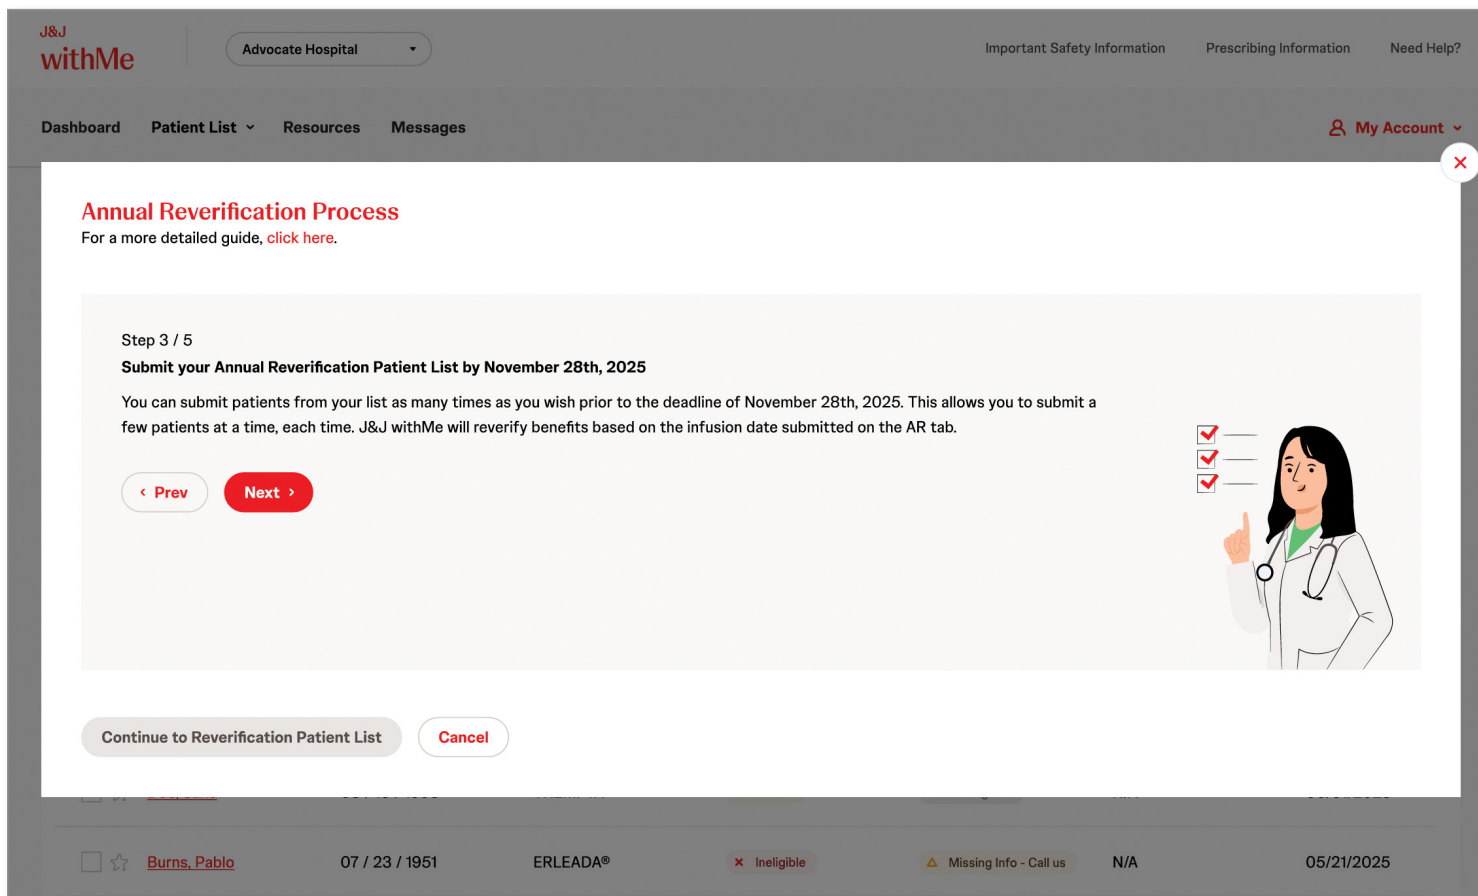 J&J
withMe
Advocate Hospital
Important Safety Information
Prescribing Information
Need Help?
Dashboard
Patient List
Resources
Messages
My Account
Annual Reverification Process
For a more detailed guide, click here.
Step 3 / 5
Submit your Annual Reverification Patient List by November 28th, 2025
You can submit patients from your list as many times as you wish prior to the deadline of November 28th, 2025. This allows you to submit a
few patients at a time, each time. J&J withMe will reverify benefits based on the infusion date submitted on the AR tab.
Prev
Next
Continue to Reverification Patient List
Cancel
Burns, Pablo
07 / 23 / 1951
ERLEADA®
Ineligible
Missing Info - Call us
N/A
05/21/2025